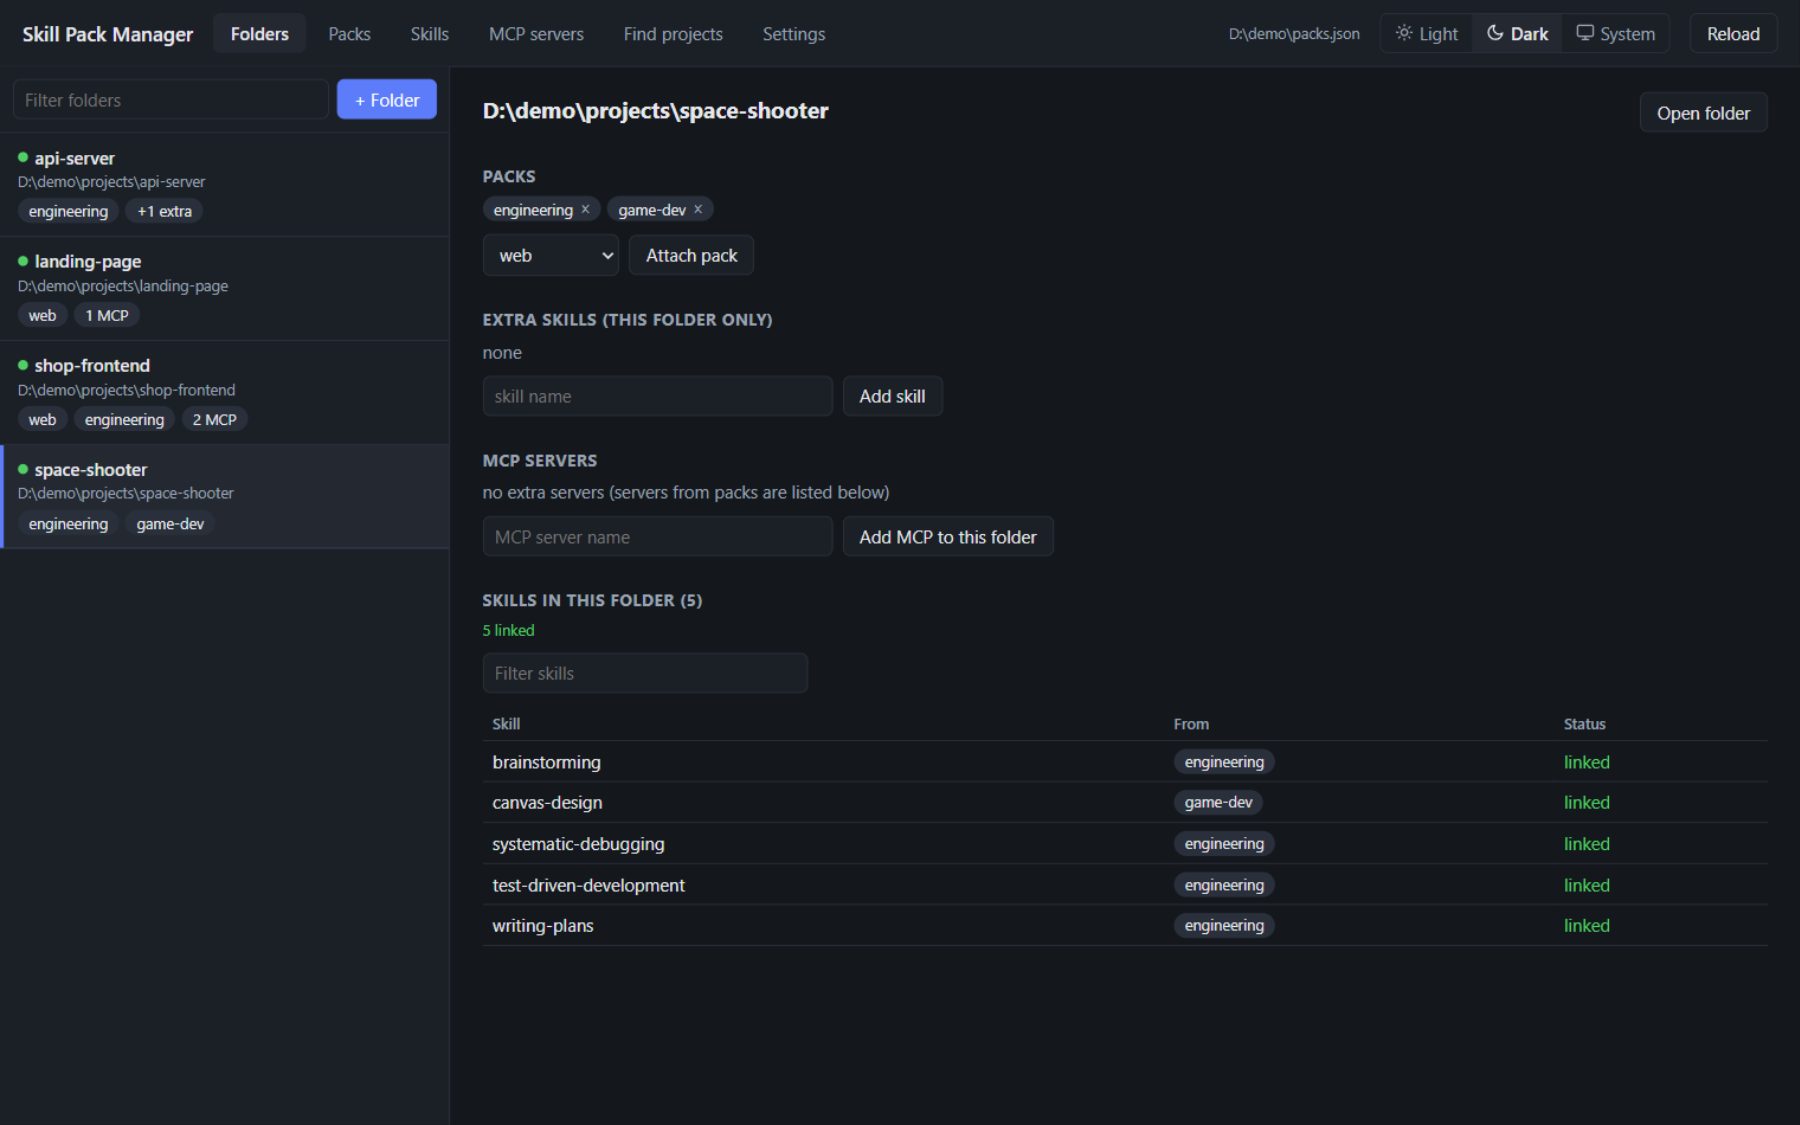 Skill Pack Manager Folders Packs Skills MCP servers Find projects Settings D:\demo\packs.json Light Dark System Reload
Filter folders + Folder
api-server
D:\demo\projects\api-server
engineering +1 extra
landing-page
D:\demo\projects\landing-page
web 1 MCP
shop-frontend
D:\demo\projects\shop-frontend
web engineering 2 MCP
space-shooter
D:\demo\projects\space-shooter
engineering game-dev
D:\demo\projects\space-shooter Open folder
PACKS
engineering x game-dev x
web Attach pack
EXTRA SKILLS (THIS FOLDER ONLY)
none
skill name Add skill
MCP SERVERS
no extra servers (servers from packs are listed below)
MCP server name Add MCP to this folder
SKILLS IN THIS FOLDER (5)
5 linked
Filter skills
Skill From Status
brainstorming engineering linked
canvas-design game-dev linked
systematic-debugging engineering linked
test-driven-development engineering linked
writing-plans engineering linked